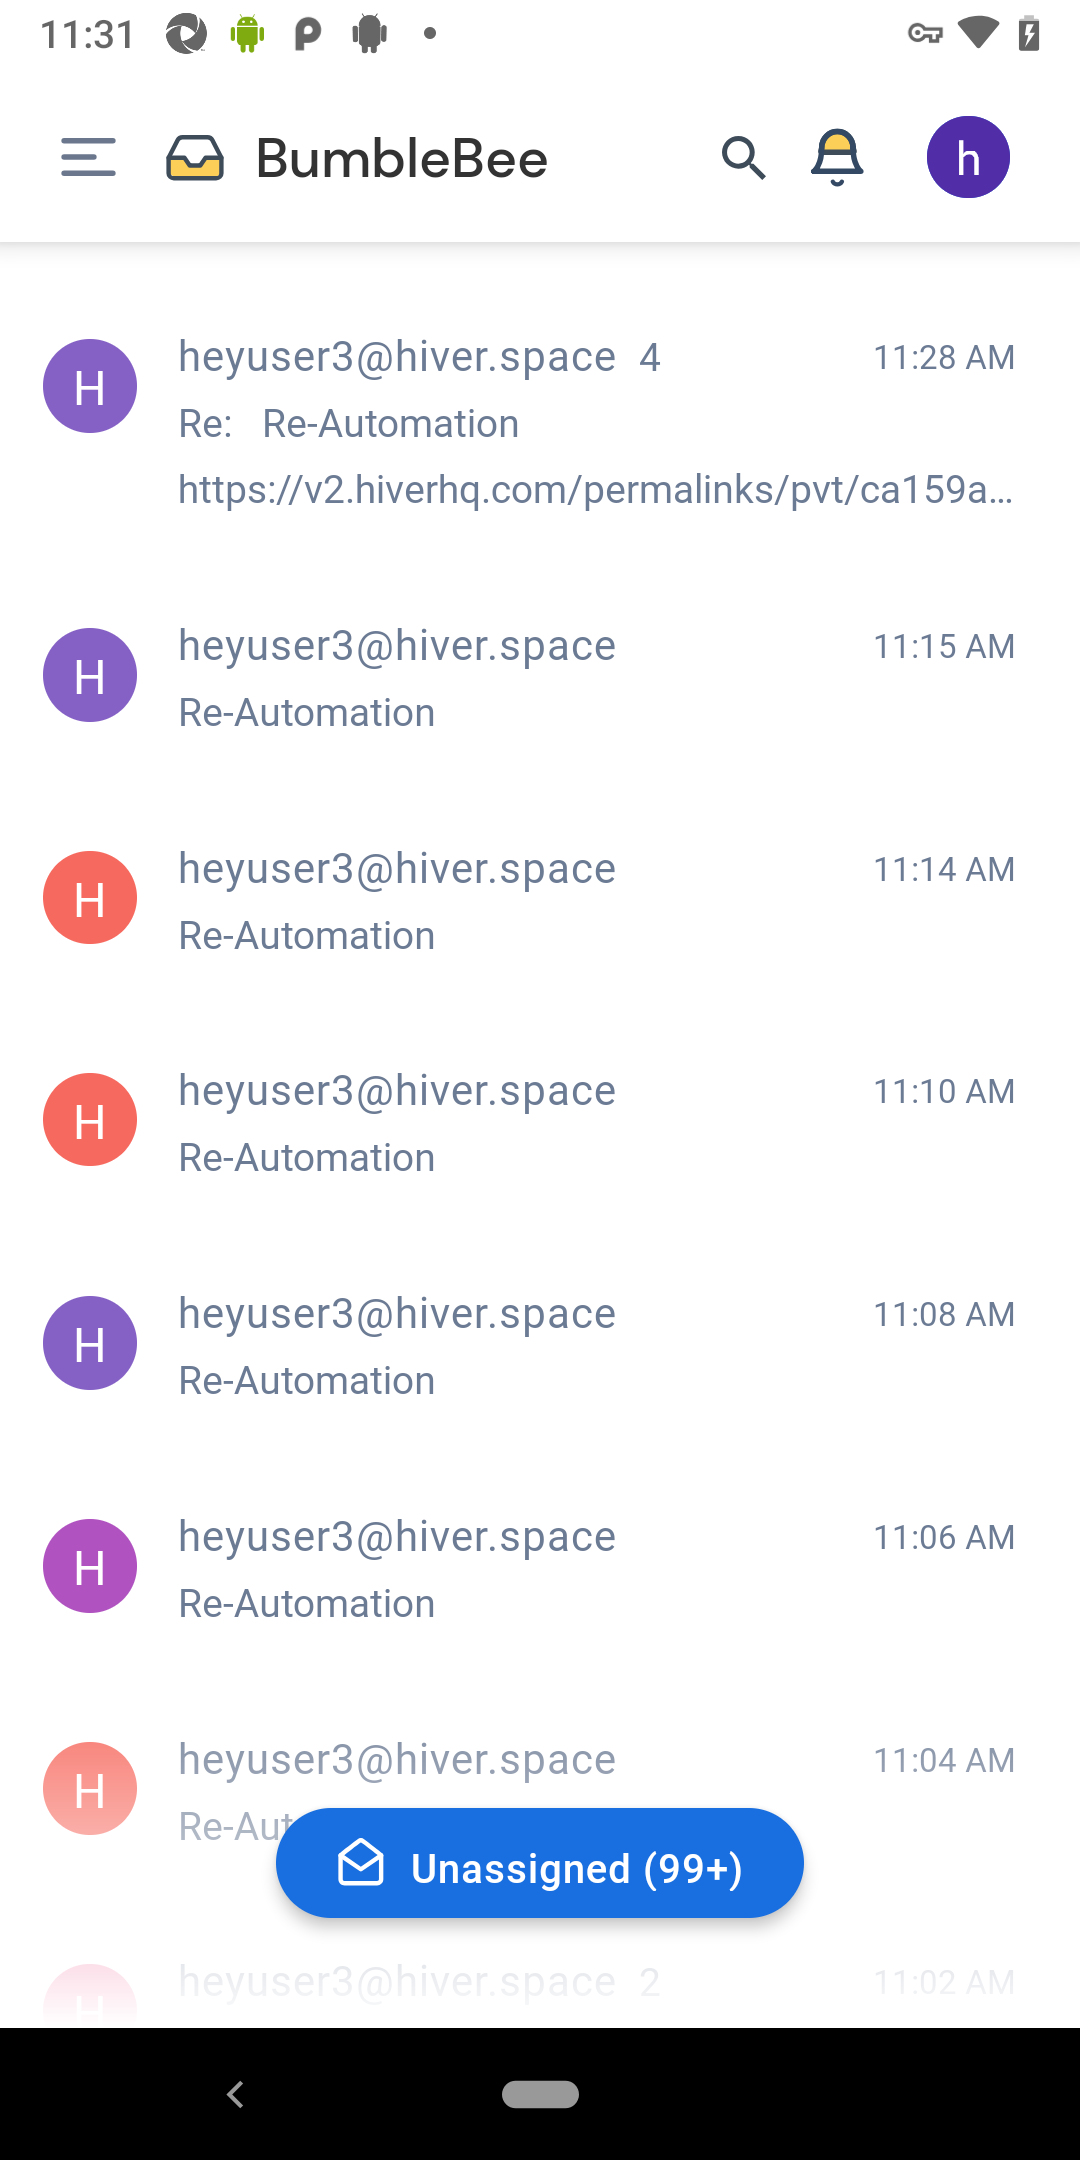 11:31
BumbleBee
h
H
heyuser3@hiver.space 4
11:28 AM
Re: Re-Automation
https://v2.hiverhq.com/permalinks/pvt/ca159a...
H
heyuser3@hiver.space
11:15 AM
Re-Automation
H
heyuser3@hiver.space
11:14 AM
Re-Automation
H
heyuser3@hiver.space
11:10 AM
Re-Automation
H
heyuser3@hiver.space
11:08 AM
Re-Automation
H
heyuser3@hiver.space
11:06 AM
Re-Automation
H
heyuser3@hiver.space
11:04 AM
Re-Aut
Unassigned (99+)
H
heyuser3@hiver.space 2
11:02 AM